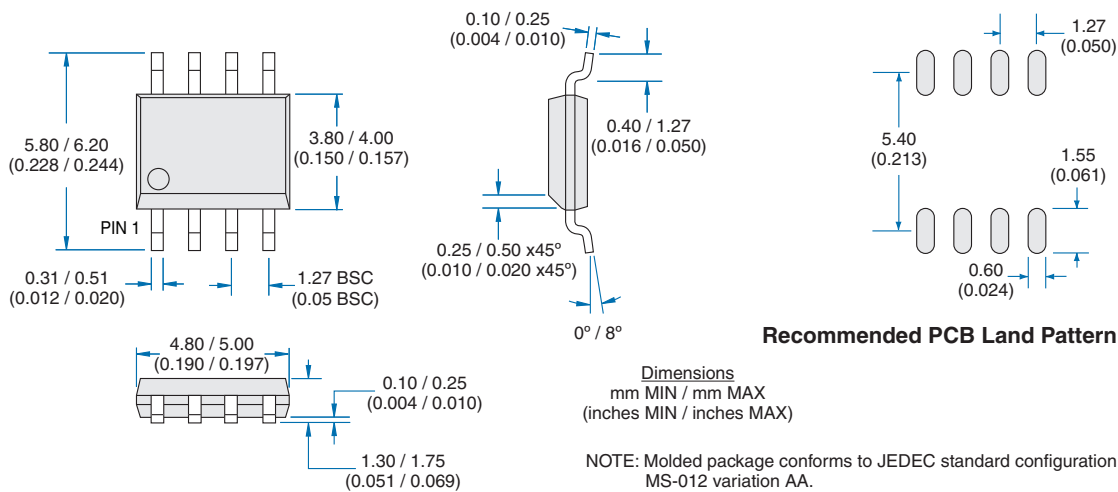 0.10 / 0.25
(0.004 / 0.010)
1.27
(0.050)
5.80 / 6.20
(0.228 / 0.244)
3.80 / 4.00
(0.150 / 0.157)
0.40 / 1.27
(0.016 / 0.050)
5.40
(0.213)
1.55
(0.061)
PIN 1
0.25 / 0.50 x45º
(0.010 / 0.020 x45º)
0.31 / 0.51
(0.012 / 0.020)
1.27 BSC
(0.05 BSC)
0.60
(0.024)
0º / 8º
Recommended PCB Land Pattern
4.80 / 5.00
(0.190 / 0.197)
0.10 / 0.25
(0.004 / 0.010)
Dimensions
mm MIN / mm MAX
(inches MIN / inches MAX)
1.30 / 1.75
(0.051 / 0.069)
NOTE: Molded package conforms to JEDEC standard configuration
MS-012 variation AA.